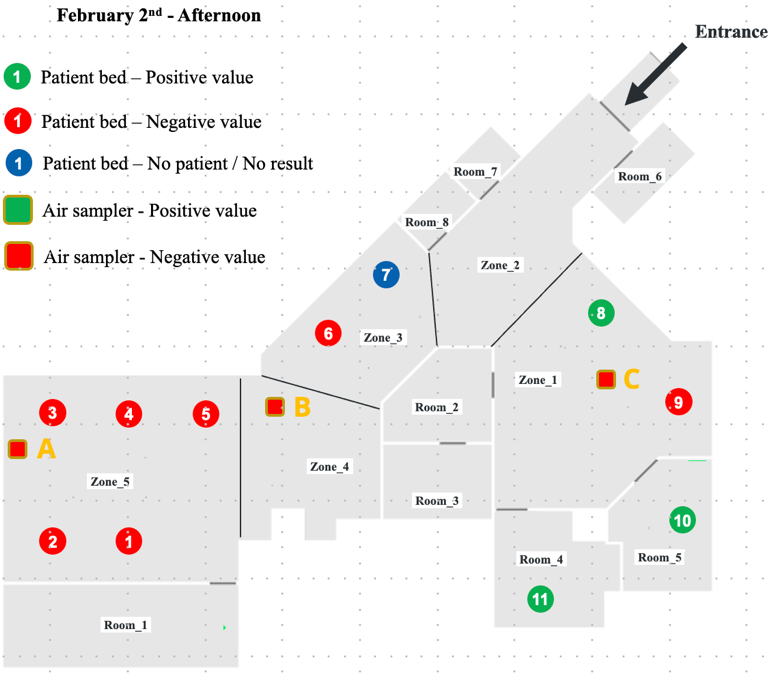 February 2nd - Afternoon
Entrance
1 Patient bed – Positive value
1 Patient bed – Negative value
1 Patient bed – No patient / No result
Air sampler - Positive value
Air sampler - Negative value
Room_7
Room_6
Room_8
Zone_2
7
8
6
Zone_3
Zone_1
C
9
3
4
5
B
Room_2
A
Zone_4
Zone_5
Room_3
10
2
1
Room_4
Room_5
11
Room_1